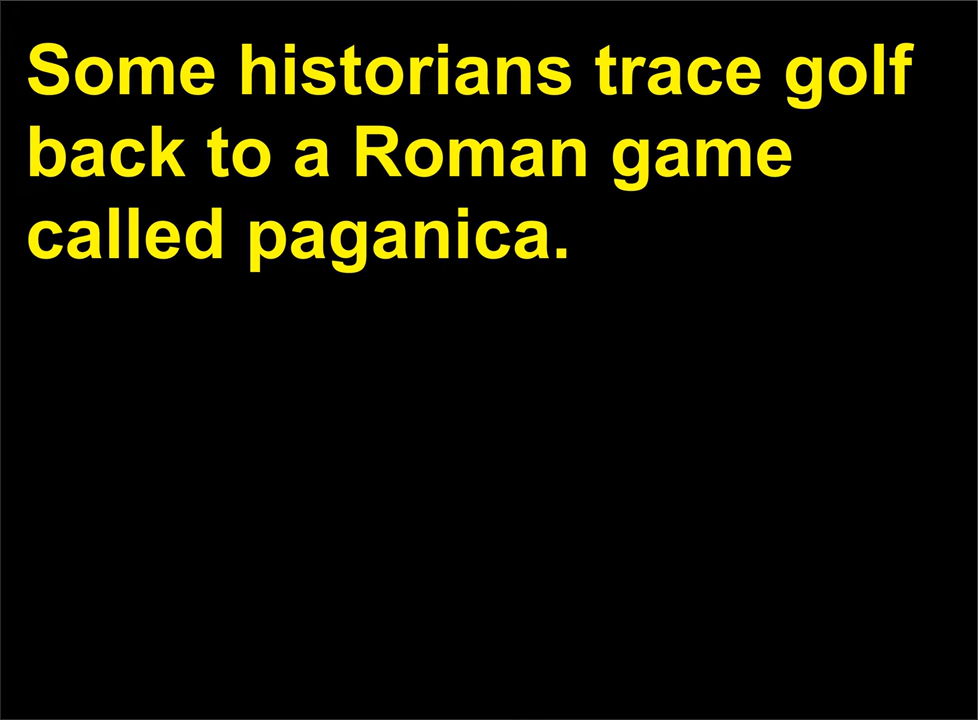 Some historians trace golf
back to a Roman game
called paganica.